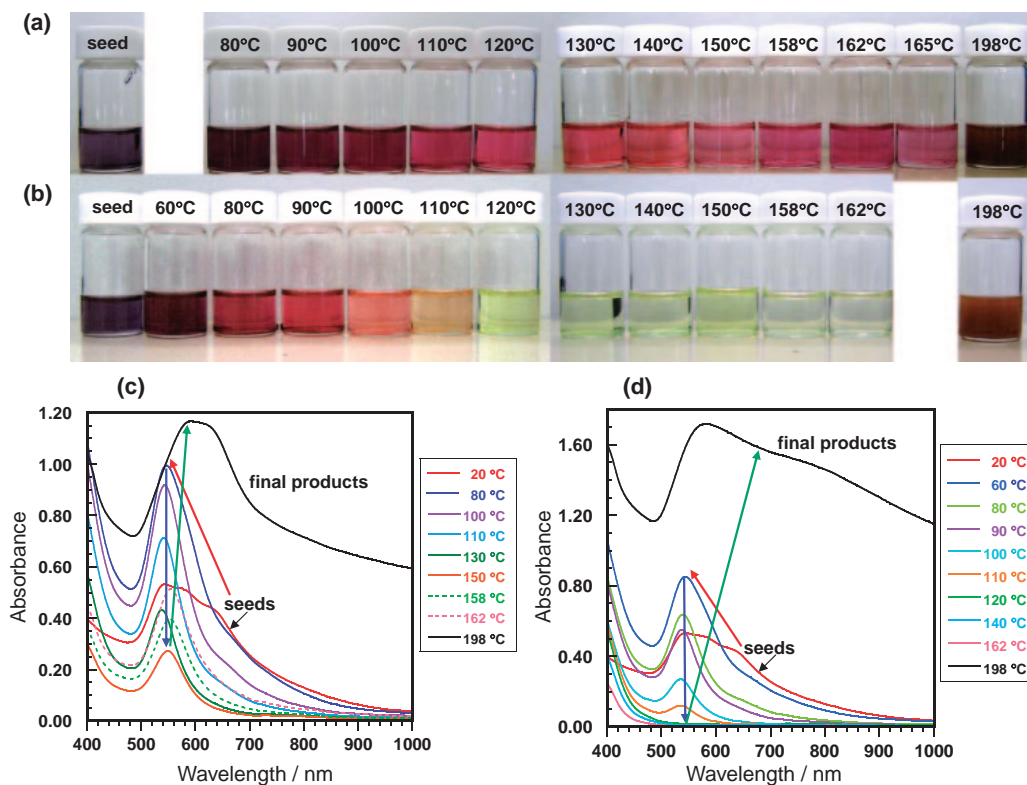 (a)
seed 80°C 90°C 100°C 110°C 120°C 130°C 140°C 150°C 158°C 162°C 165°C 198°C
(b)
seed 60°C 80°C 90°C 100°C 110°C 120°C 130°C 140°C 150°C 158°C 162°C 198°C
(c)
Absorbance
1.20
1.00
0.80
0.60
0.40
0.20
0.00
400 500 600 700 800 900 1000
Wavelength / nm
final products
seeds
20 °C
80 °C
100 °C
110 °C
130 °C
150 °C
158 °C
162 °C
198 °C
(d)
Absorbance
1.60
1.20
0.80
0.40
0.00
400 500 600 700 800 900 1000
Wavelength / nm
final products
seeds
20 °C
60 °C
80 °C
90 °C
100 °C
110 °C
120 °C
140 °C
162 °C
198 °C